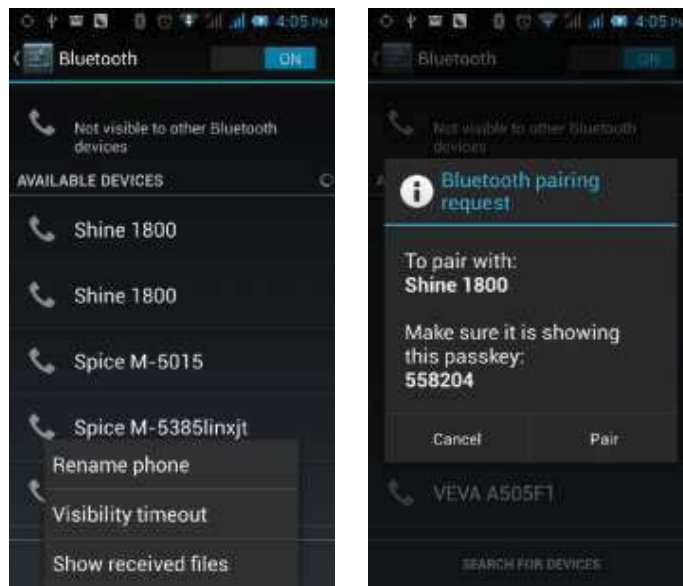 4:05 PM
Bluetooth
ON
Not visible to other Bluetooth
devices
AVAILABLE DEVICES
Shine 1800
Shine 1800
Spice M-5015
Spice M-5385linxjt
Rename phone
Visibility timeout
Show received files
4:05 PM
Bluetooth
ON
Not visible to other Bluetooth
devices
Bluetooth pairing
request
To pair with:
Shine 1800
Make sure it is showing
this passkey:
558204
Cancel
Pair
VEVA A505F1
SEARCH FOR DEVICES